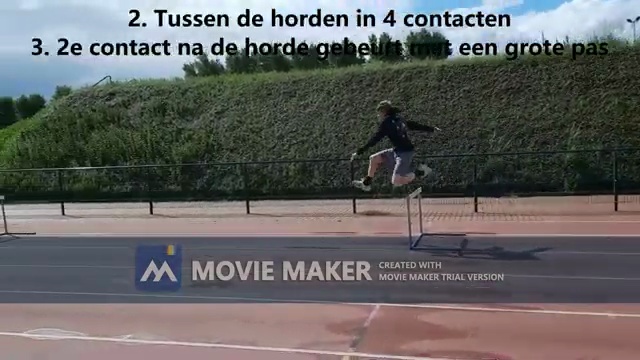 2. Tussen de horden in 4 contacten
3. 2e contact na de horde gebeurt met een grote pas
MOVIE MAKER
CREATED WITH
MOVIE MAKER TRIAL VERSION